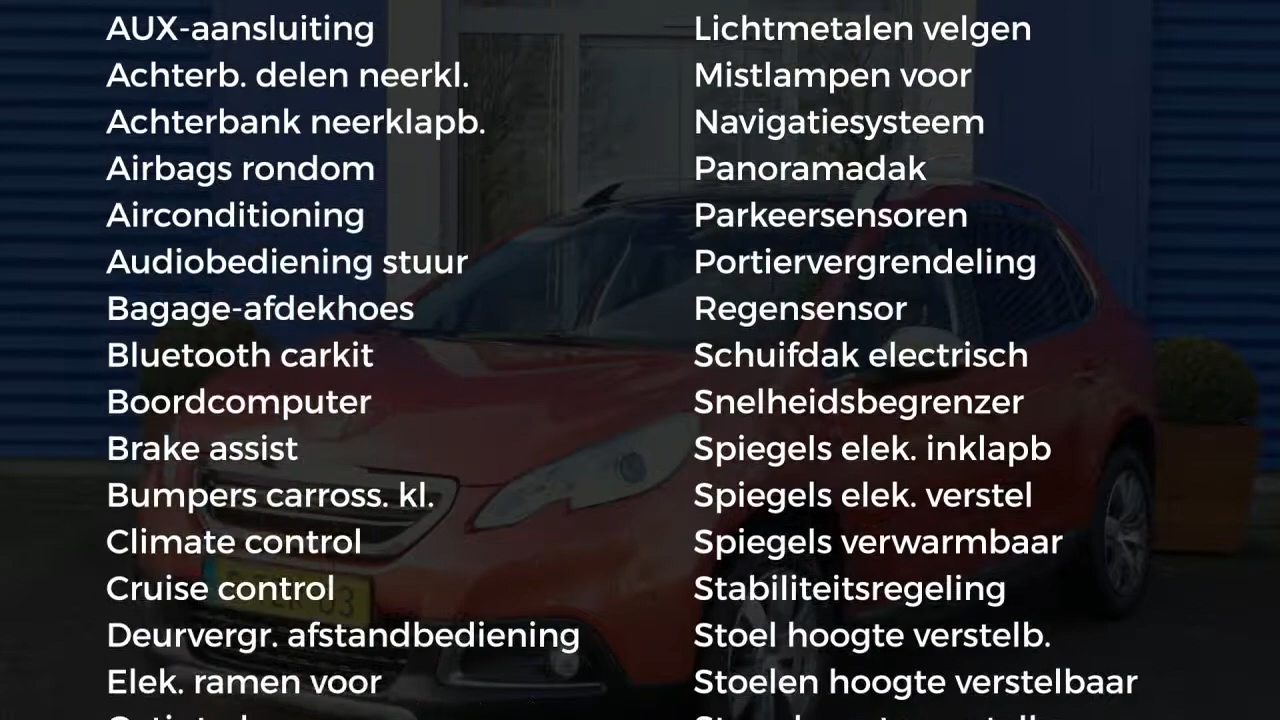 AUX-aansluiting
Achterb. delen neerkl.
Achterbank neerklapb.
Airbags rondom
Airconditioning
Audiobediening stuur
Bagage-afdekhoes
Bluetooth carkit
Boordcomputer
Brake assist
Bumpers carross. kl.
Climate control
Cruise control
Deurvergr. afstandbediening
Elek. ramen voor
Lichtmetalen velgen
Mistlampen voor
Navigatiesysteem
Panoramadak
Parkeersensoren
Portiervergrendeling
Regensensor
Schuifdak electrisch
Snelheidsbegrenzer
Spiegels elek. inklapb
Spiegels elek. verstel
Spiegels verwarmbaar
Stabiliteitsregeling
Stoel hoogte verstelb.
Stoelen hoogte verstelbaar